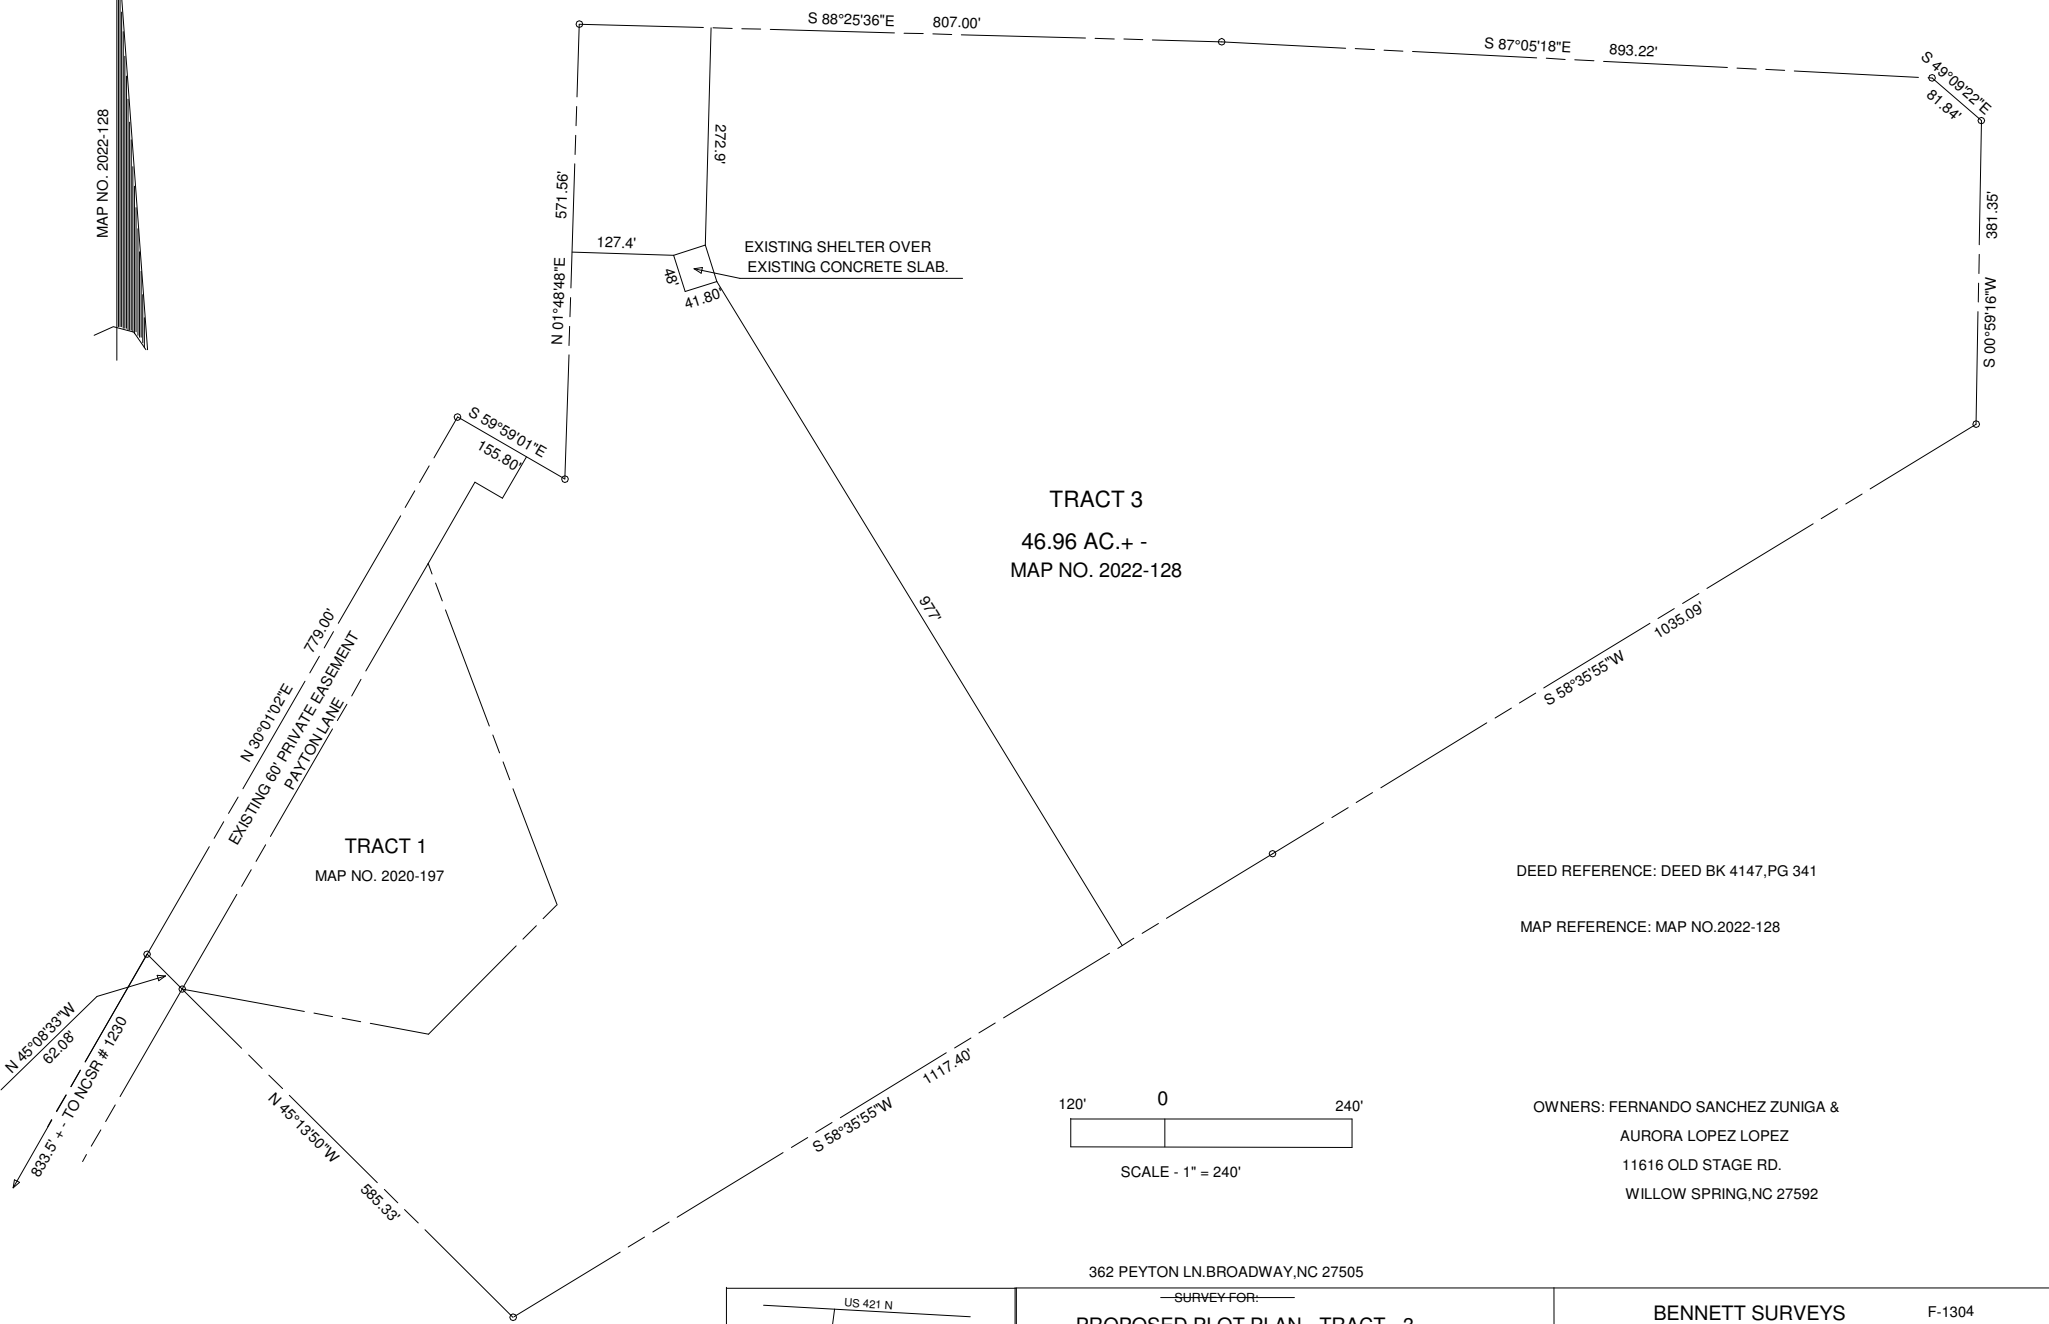 S 88°25'36"E 807.00'
S 87°05'18"E 893.22'
S 49°09'22"E
81.84'
MAP NO. 2022-128
272.9'
571.56'
N 01°48'48"E
381.35'
S 00°59'16"W
127.4'
EXISTING SHELTER OVER
EXISTING CONCRETE SLAB.
48'
41.80'
S 59°59'01"E
155.80'
TRACT 3
46.96 AC.+ -
MAP NO. 2022-128
977'
779.00'
N 30°01'02"E
EXISTING 60' PRIVATE EASEMENT
PAYTON LANE
1035.09'
S 58°35'55"W
TRACT 1
MAP NO. 2020-197
DEED REFERENCE: DEED BK 4147,PG 341
MAP REFERENCE: MAP NO.2022-128
N 45°08'33"W
62.08'
833.5' + - TO NCSR # 1230
N 45°13'50"W
585.33'
1117.40'
S 58°35'55"W
120' 0 240'
SCALE - 1" = 240'
OWNERS: FERNANDO SANCHEZ ZUNIGA &
AURORA LOPEZ LOPEZ
11616 OLD STAGE RD.
WILLOW SPRING,NC 27592
362 PEYTON LN.BROADWAY,NC 27505
US 421 N
SURVEY FOR:
PROPOSED PLOT PLAN - TRACT - 3
BENNETT SURVEYS F-1304